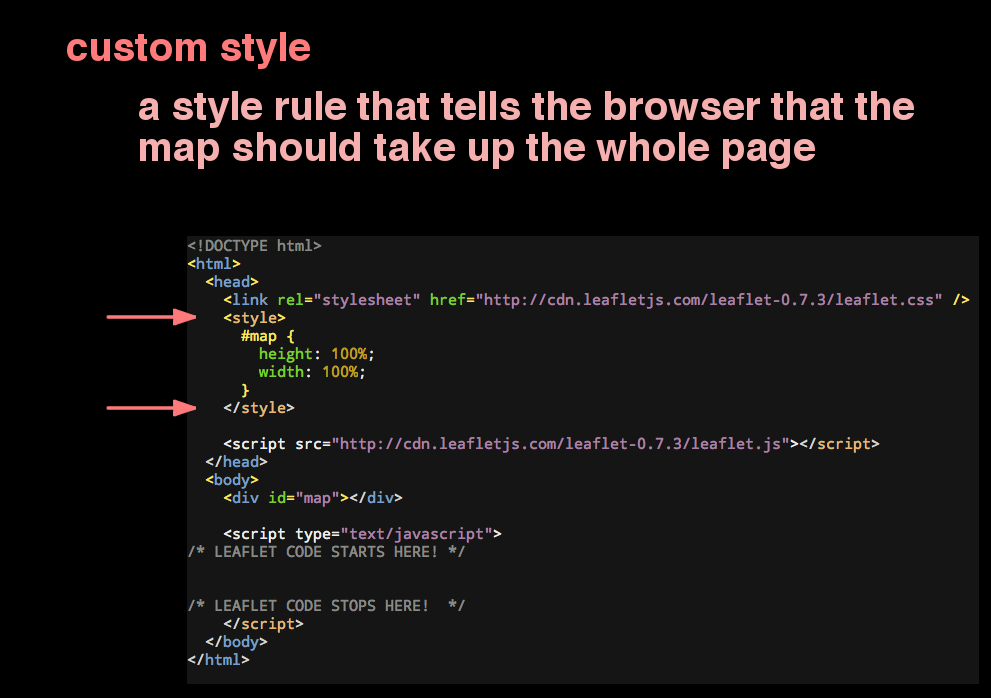 custom style
a style rule that tells the browser that the
map should take up the whole page
<!DOCTYPE html>
<html>
  <head>
    <link rel="stylesheet" href="http://cdn.leafletjs.com/leaflet-0.7.3/leaflet.css" />
    <style>
      #map {
        height: 100%;
        width: 100%;
      }
    </style>
    <script src="http://cdn.leafletjs.com/leaflet-0.7.3/leaflet.js"></script>
  </head>
  <body>
    <div id="map"></div>
    <script type="text/javascript">
/* LEAFLET CODE STARTS HERE! */
/* LEAFLET CODE STOPS HERE!  */
    </script>
  </body>
</html>